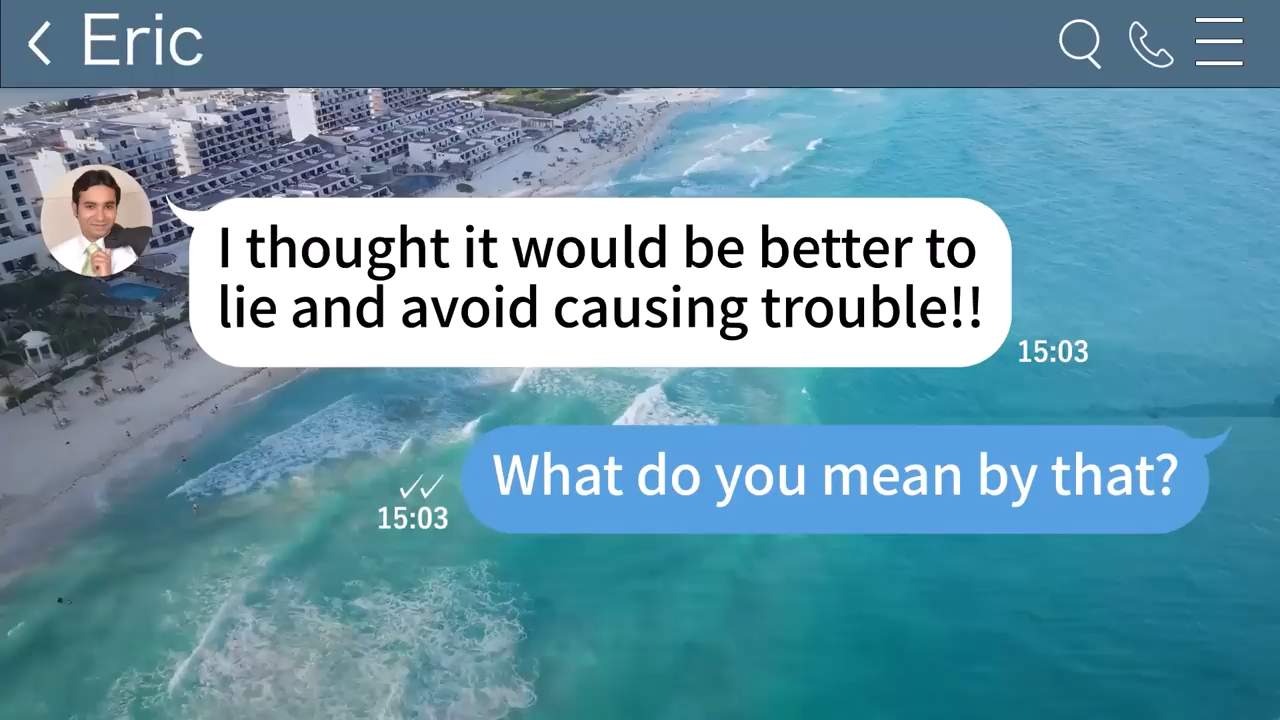 Eric
I thought it would be better to
lie and avoid causing trouble!!
15:03
What do you mean by that?
15:03